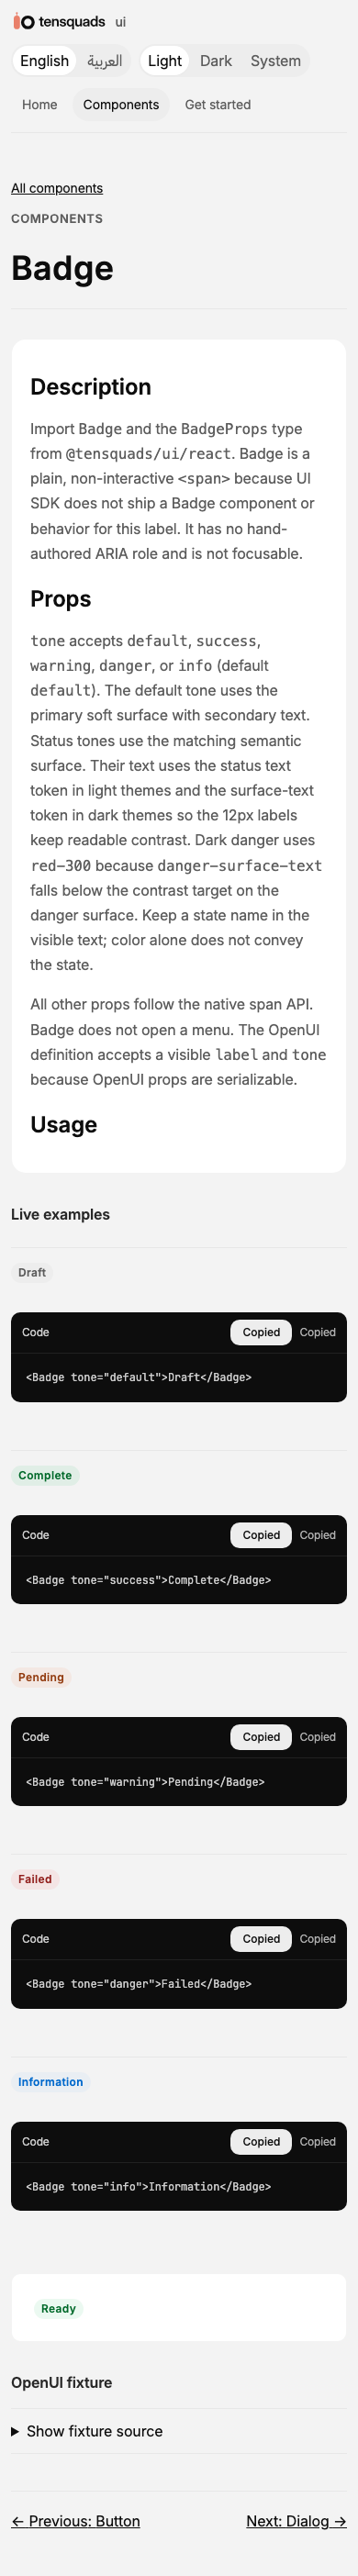 tensquads ui
English العربية Light Dark System
Home Components Get started
All components
COMPONENTS
Badge
Description
Import Badge and the BadgeProps type
from @tensquads/ui/react. Badge is a
plain, non-interactive <span> because UI
SDK does not ship a Badge component or
behavior for this label. It has no hand-
authored ARIA role and is not focusable.
Props
tone accepts default, success,
warning, danger, or info (default
default). The default tone uses the
primary soft surface with secondary text.
Status tones use the matching semantic
surface. Their text uses the status text
token in light themes and the surface-text
token in dark themes so the 12px labels
keep readable contrast. Dark danger uses
red-300 because danger-surface-text
falls below the contrast target on the
danger surface. Keep a state name in the
visible text; color alone does not convey
the state.
All other props follow the native span API.
Badge does not open a menu. The OpenUI
definition accepts a visible label and tone
because OpenUI props are serializable.
Usage
Live examples
Draft
Code Copied Copied
<Badge tone="default">Draft</Badge>
Complete
Code Copied Copied
<Badge tone="success">Complete</Badge>
Pending
Code Copied Copied
<Badge tone="warning">Pending</Badge>
Failed
Code Copied Copied
<Badge tone="danger">Failed</Badge>
Information
Code Copied Copied
<Badge tone="info">Information</Badge>
Ready
OpenUI fixture
▶ Show fixture source
← Previous: Button Next: Dialog →